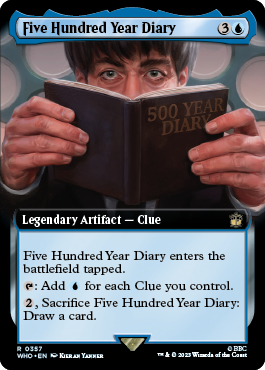 Five Hundred Year Diary 3
500 YEAR
DIARY
Legendary Artifact — Clue
Five Hundred Year Diary enters the
battlefield tapped.
: Add for each Clue you control.
2, Sacrifice Five Hundred Year Diary:
Draw a card.
R 0357
WHO • EN KIERAN YANNER
© BBC
™ & © 2023 Wizards of the Coast